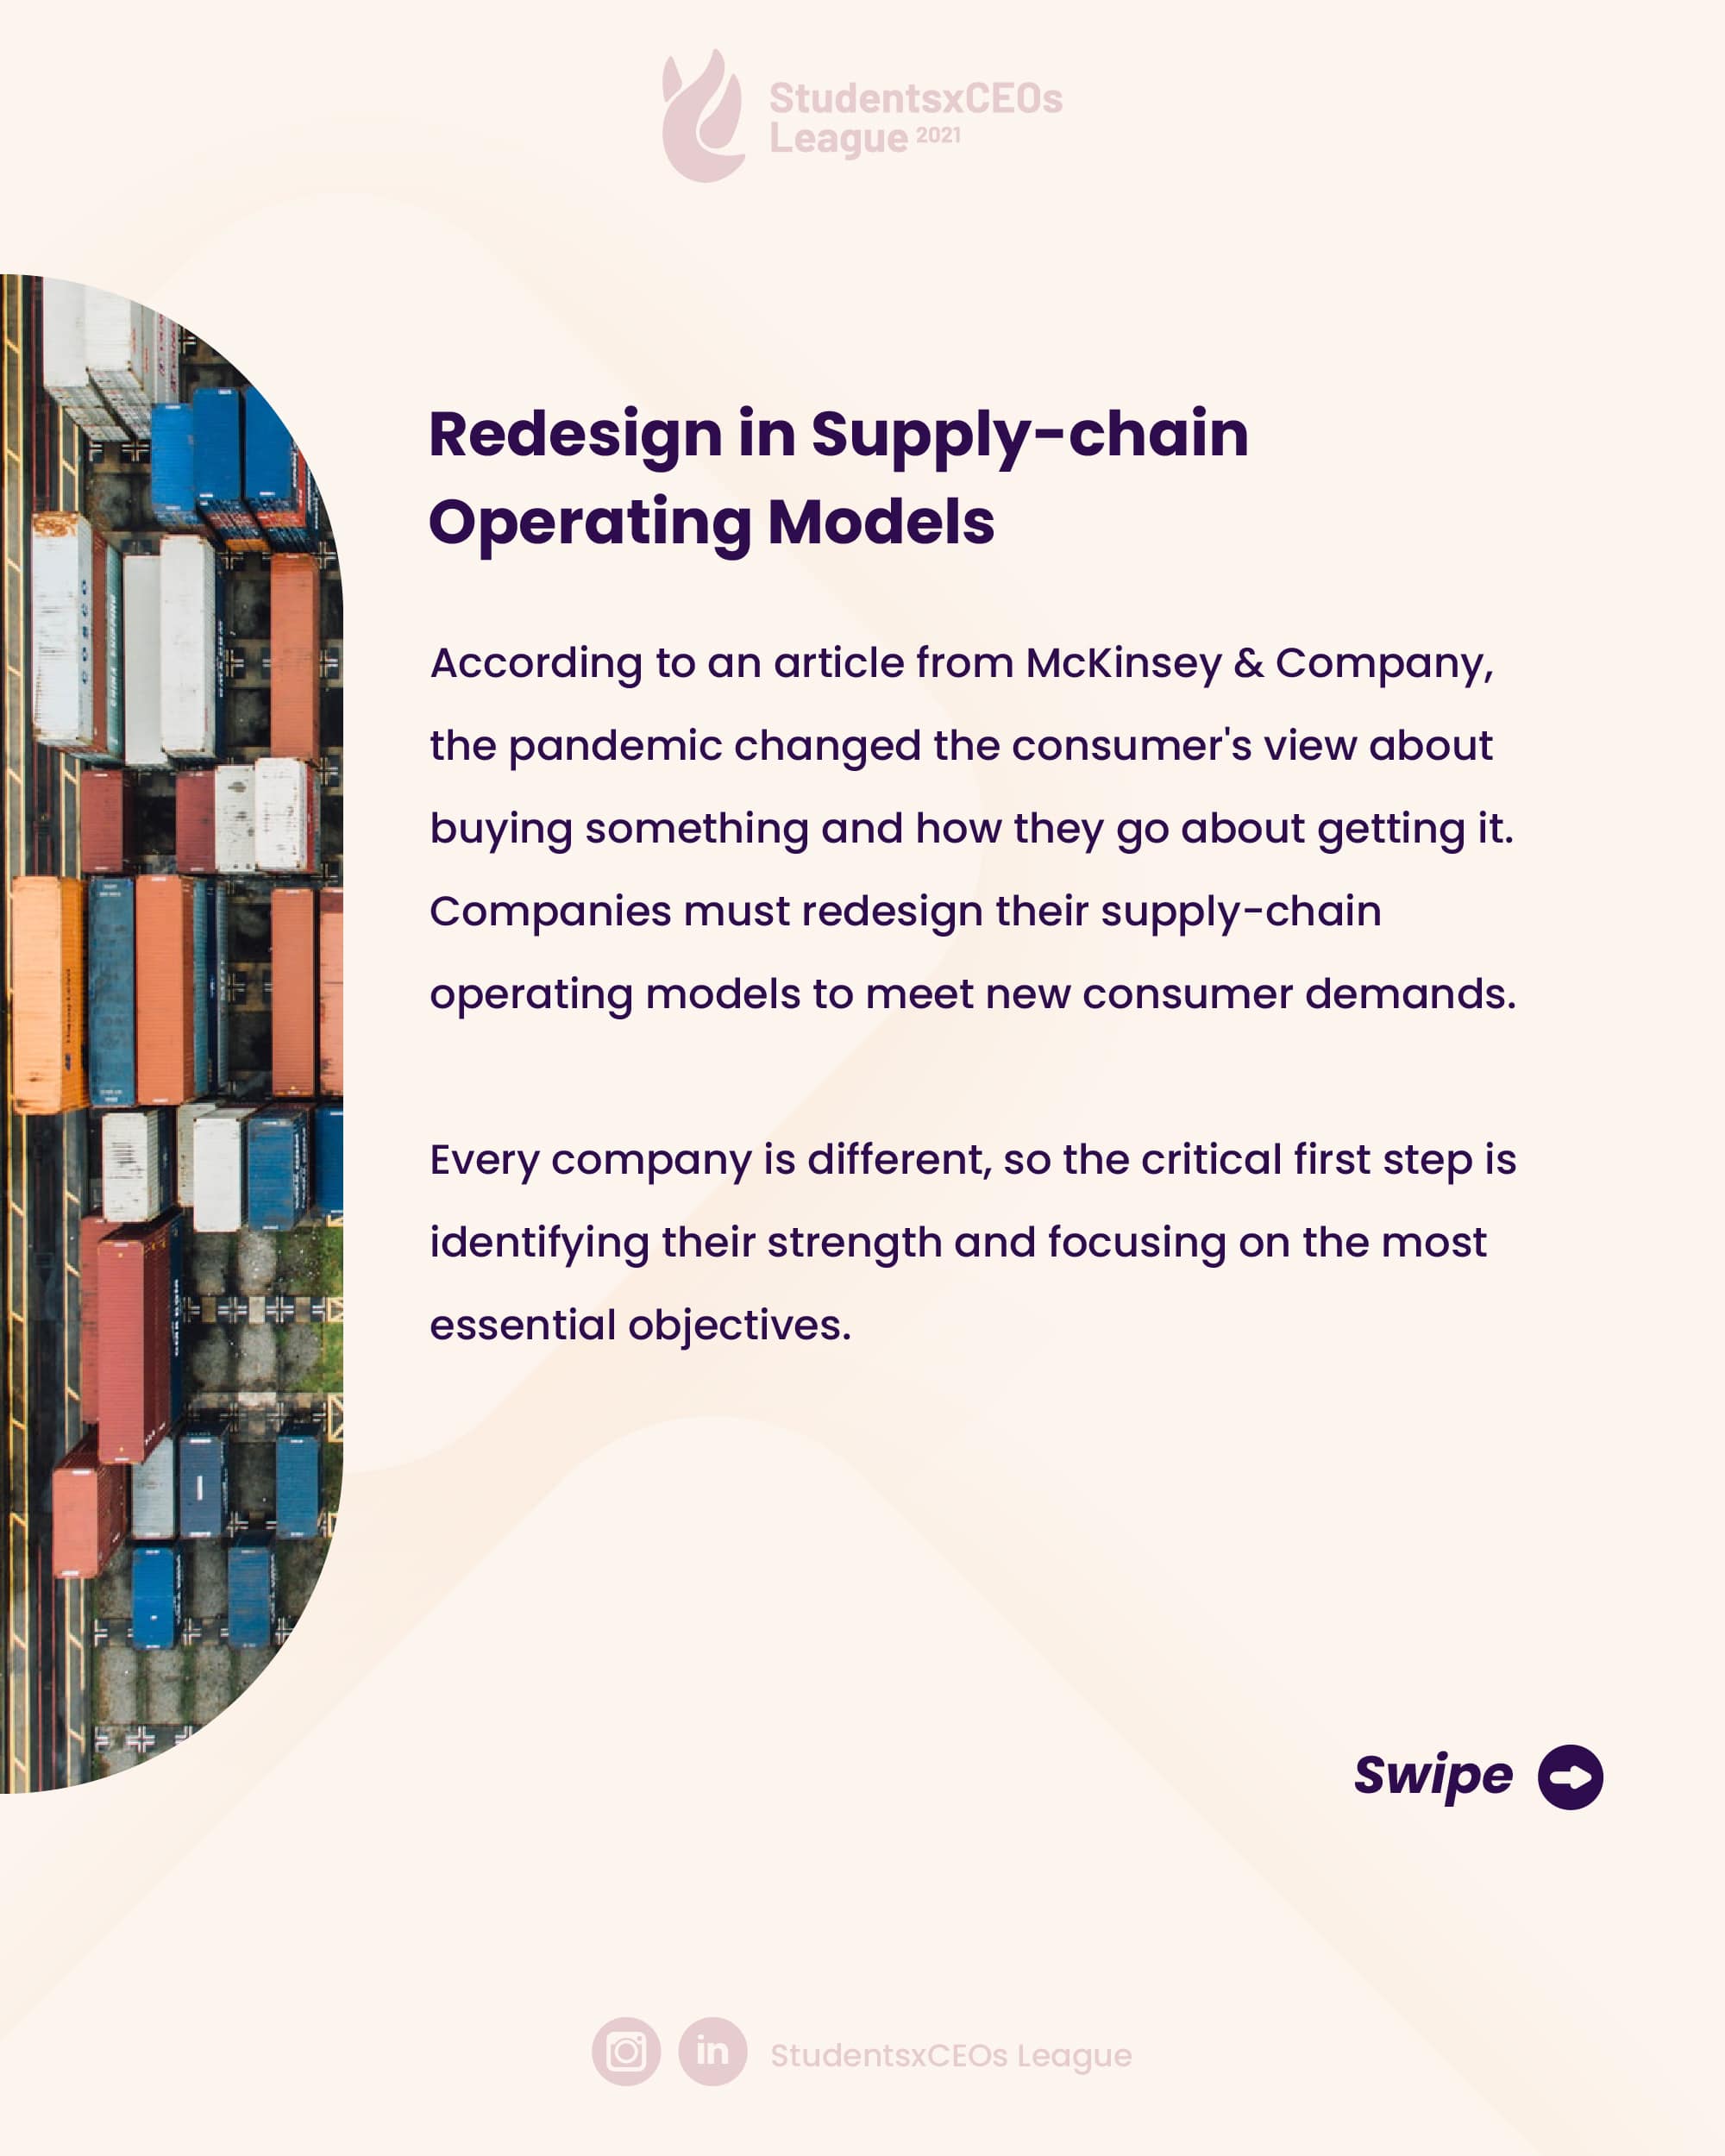 StudentsxCEOs
League 2021
Redesign in Supply-chain
Operating Models
According to an article from McKinsey & Company,
the pandemic changed the consumer's view about
buying something and how they go about getting it.
Companies must redesign their supply-chain
operating models to meet new consumer demands.
Every company is different, so the critical first step is
identifying their strength and focusing on the most
essential objectives.
Swipe
in StudentsxCEOs League